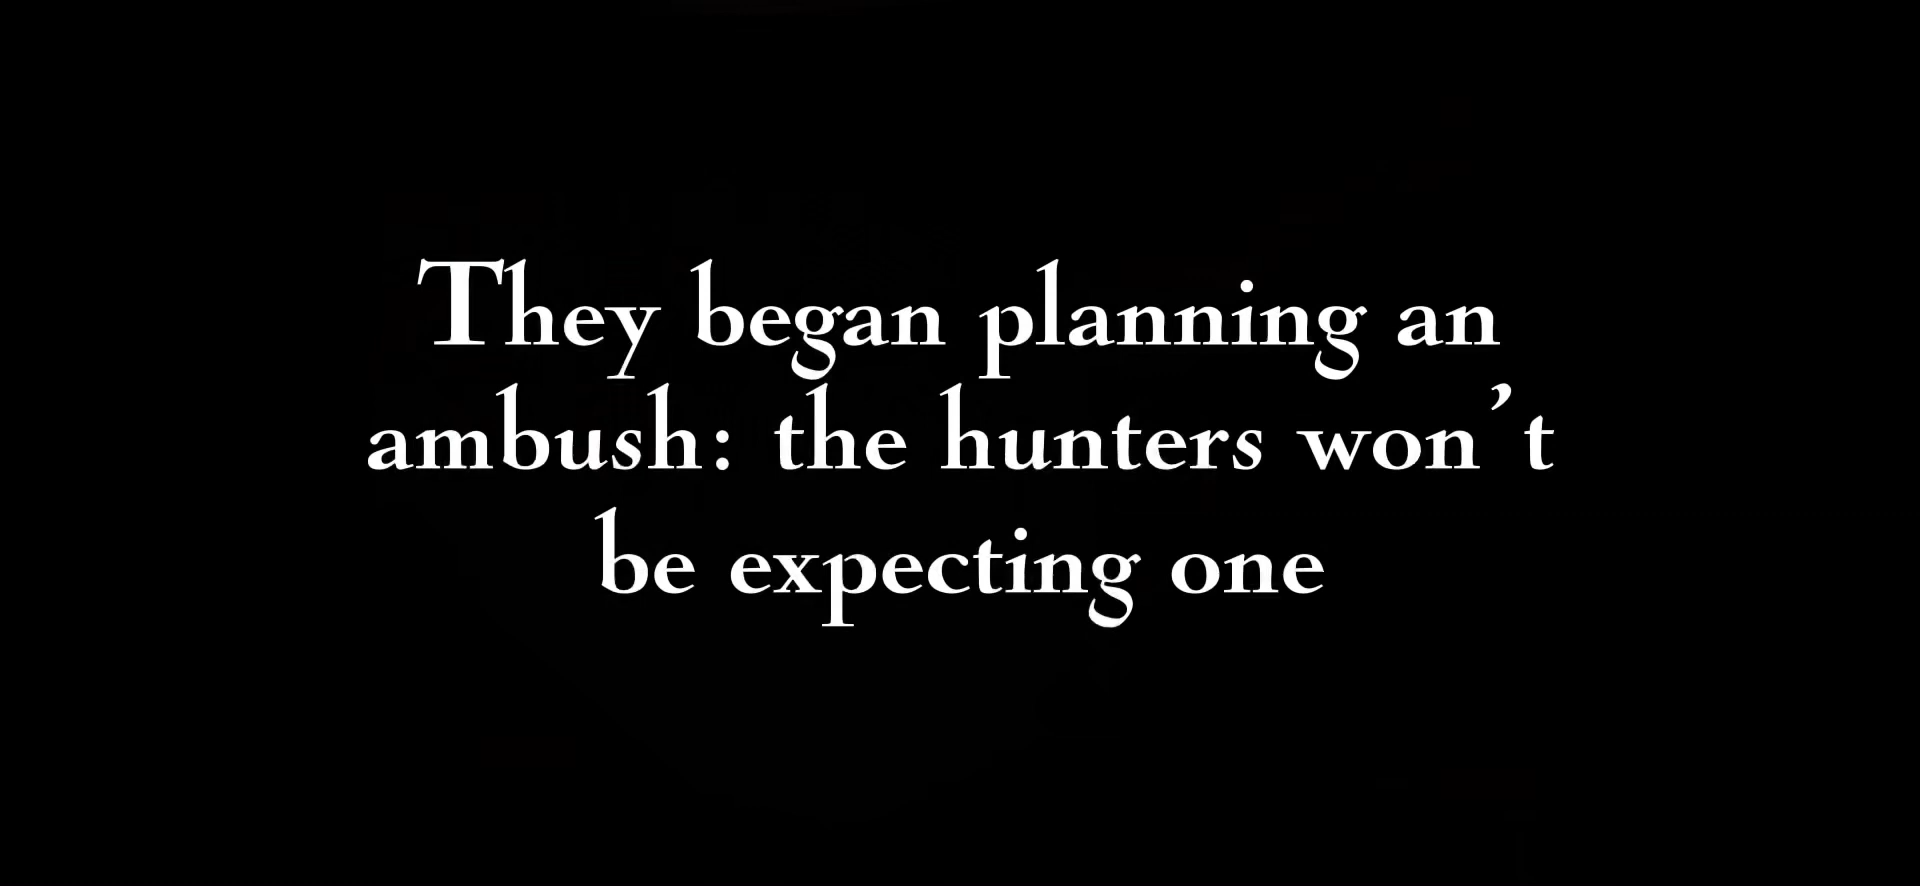 They began planning an
ambush: the hunters won’t
be expecting one